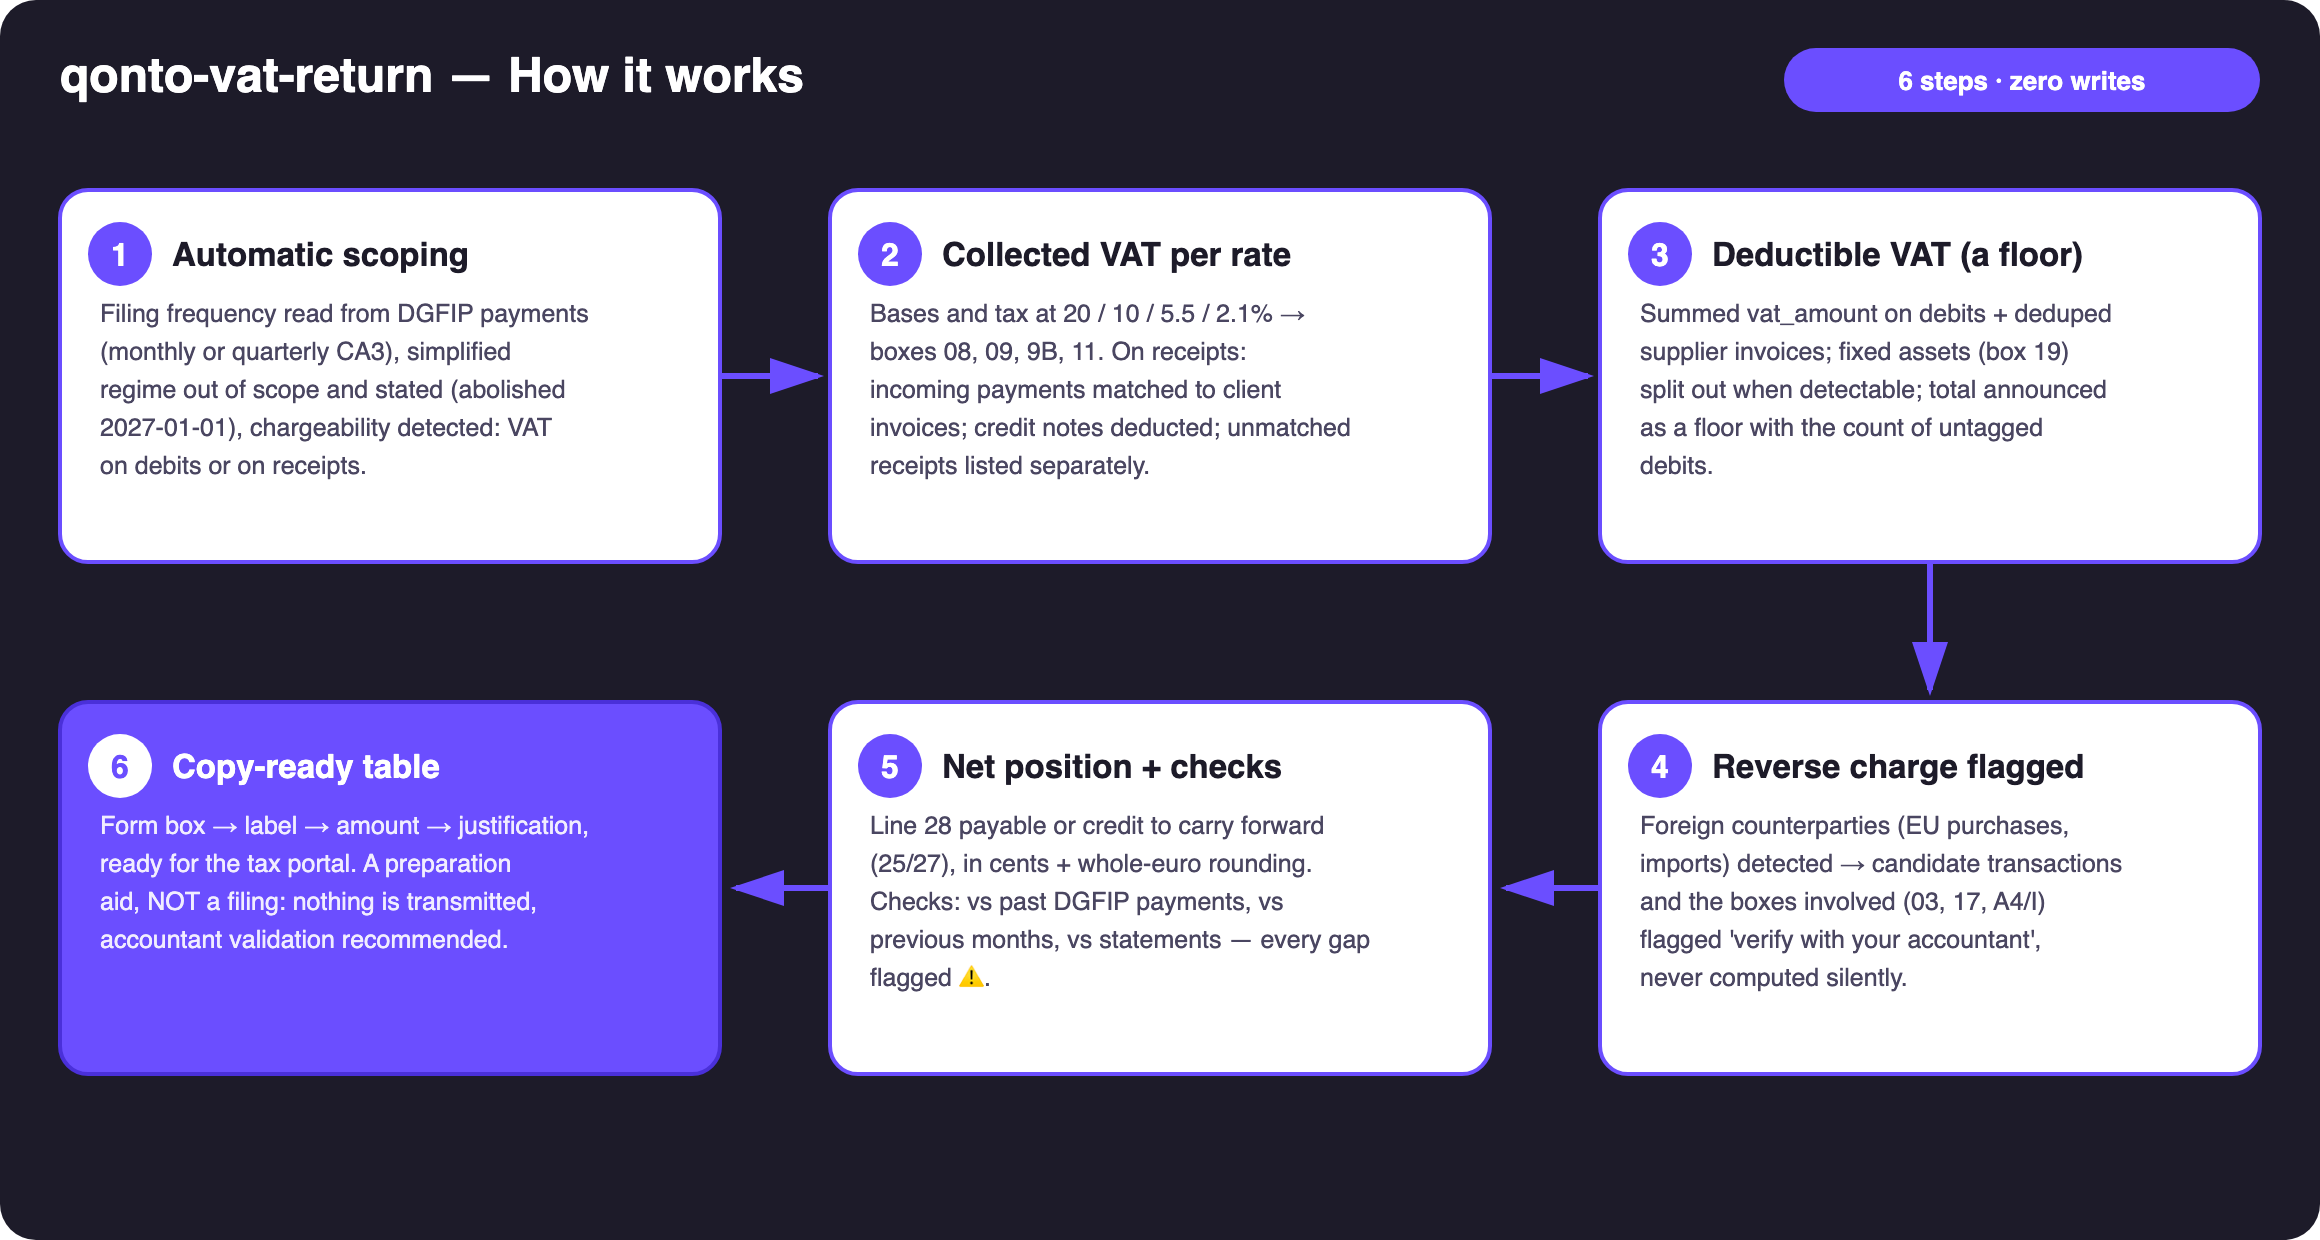 qonto-vat-return — How it works
6 steps · zero writes
1 Automatic scoping
Filing frequency read from DGFIP payments
(monthly or quarterly CA3), simplified
regime out of scope and stated (abolished
2027-01-01), chargeability detected: VAT
on debits or on receipts.
2 Collected VAT per rate
Bases and tax at 20 / 10 / 5.5 / 2.1% →
boxes 08, 09, 9B, 11. On receipts:
incoming payments matched to client
invoices; credit notes deducted; unmatched
receipts listed separately.
3 Deductible VAT (a floor)
Summed vat_amount on debits + deduped
supplier invoices; fixed assets (box 19)
split out when detectable; total announced
as a floor with the count of untagged
debits.
4 Reverse charge flagged
Foreign counterparties (EU purchases,
imports) detected → candidate transactions
and the boxes involved (03, 17, A4/I)
flagged 'verify with your accountant',
never computed silently.
5 Net position + checks
Line 28 payable or credit to carry forward
(25/27), in cents + whole-euro rounding.
Checks: vs past DGFIP payments, vs
previous months, vs statements — every gap
flagged ⚠️.
6 Copy-ready table
Form box → label → amount → justification,
ready for the tax portal. A preparation
aid, NOT a filing: nothing is transmitted,
accountant validation recommended.